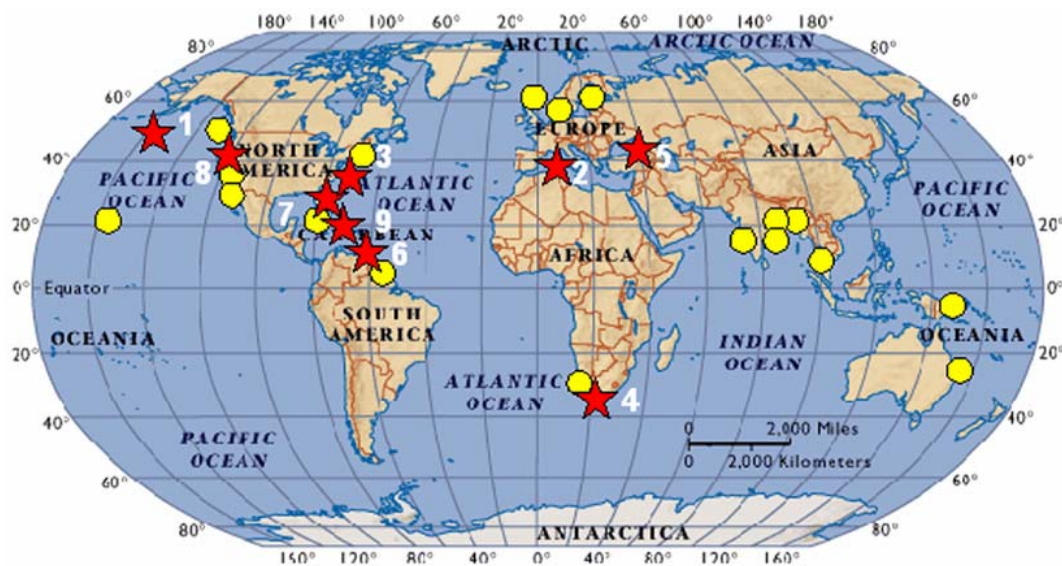 180° 140° 100° 60° 20° 20° 60° 100° 140° 180°
ARCTIC
ARCTIC OCEAN
80° 80°
60° 60°
1
3
EUROPE
5
NORTH
AMERICA
ASIA
40° 40°
8
2
PACIFIC
OCEAN
ATLANTIC
OCEAN
PACIFIC
OCEAN
7
9
20° 20°
CARIBBEAN
6
AFRICA
0° Equator 0°
SOUTH
AMERICA
OCEANIA
INDIAN
OCEAN
OCEANIA
20° 20°
ATLANTIC
OCEAN
4
40° 40°
0 2,000 Miles
0 2,000 Kilometers
PACIFIC
OCEAN
60° 60°
80° 80°
ANTARCTICA
150° 120° 100° 60° 40° 0° 40° 60° 100° 120° 160°